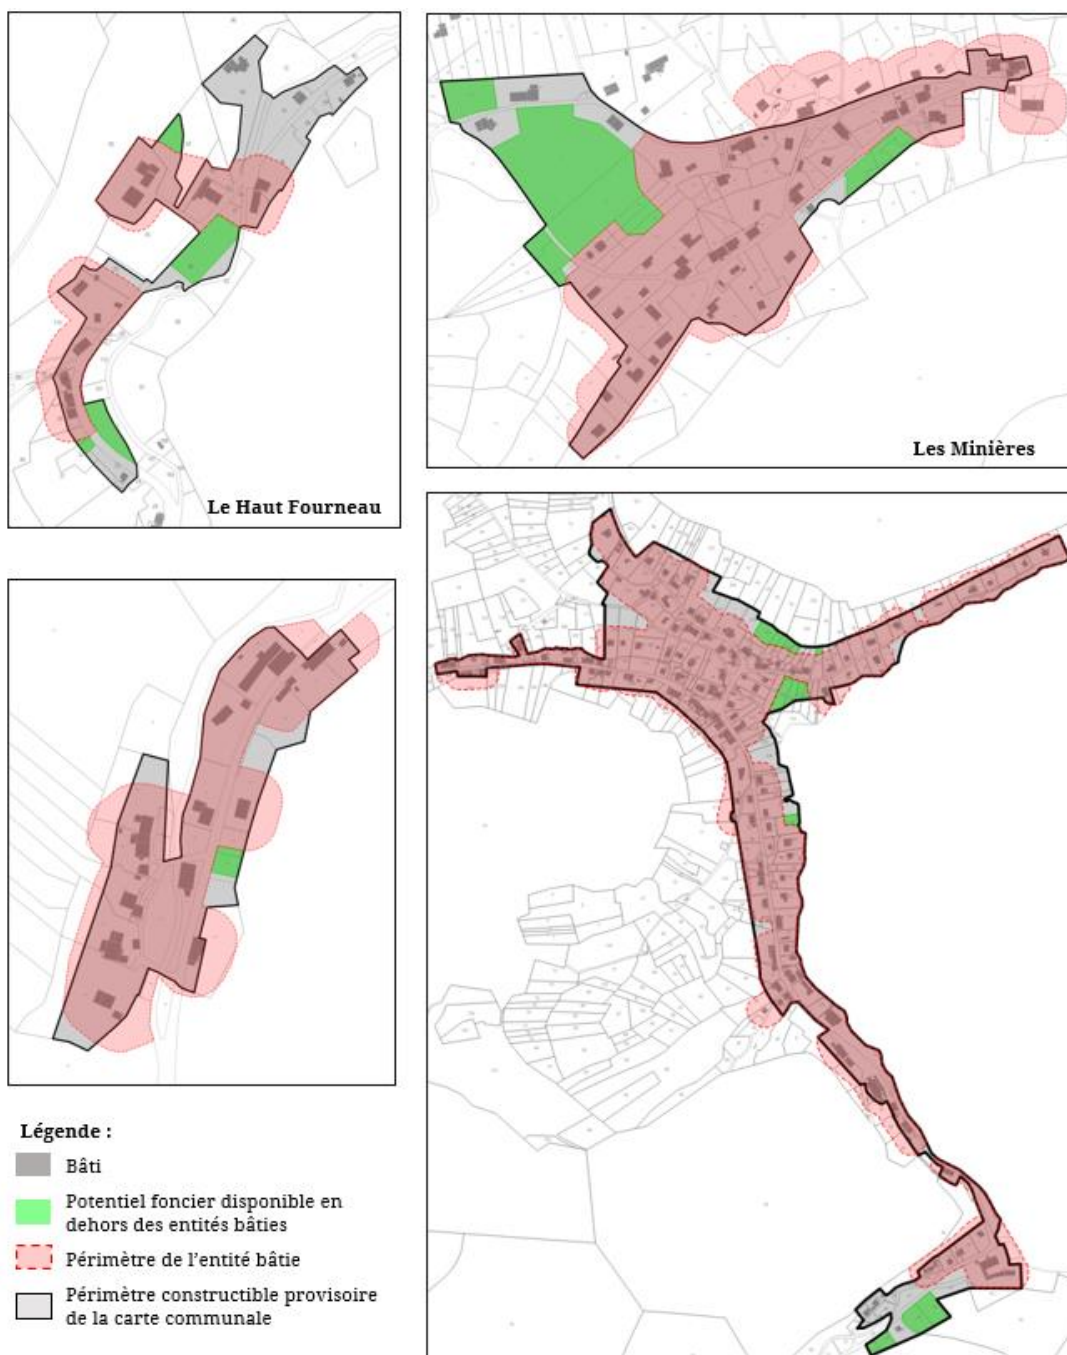 Le Haut Fourneau
Les Minières
Légende :
Bâti
Potentiel foncier disponible en
dehors des entités bâties
Périmètre de l'entité bâtie
Périmètre constructible provisoire
de la carte communale